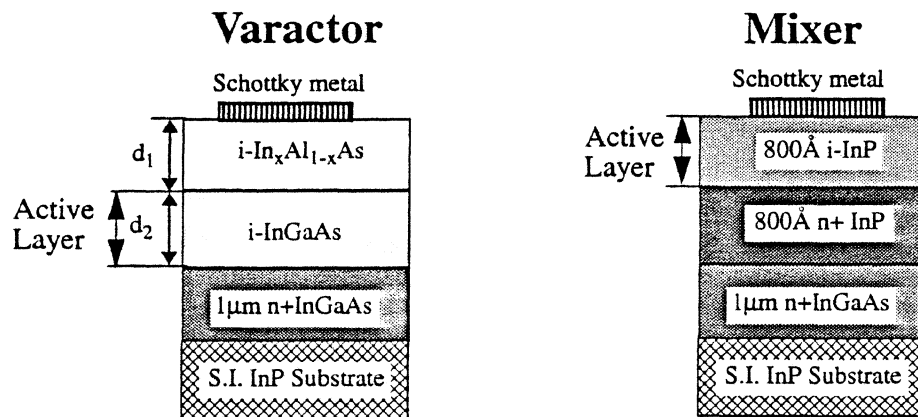 Varactor
Schottky metal
d₁
i-InₓAl₁₋ₓAs
Active
Layer
d₂
i-InGaAs
1μm n+InGaAs
S.I. InP Substrate
Mixer
Schottky metal
Active
Layer
800Å i-InP
800Å n+ InP
1μm n+InGaAs
S.I. InP Substrate